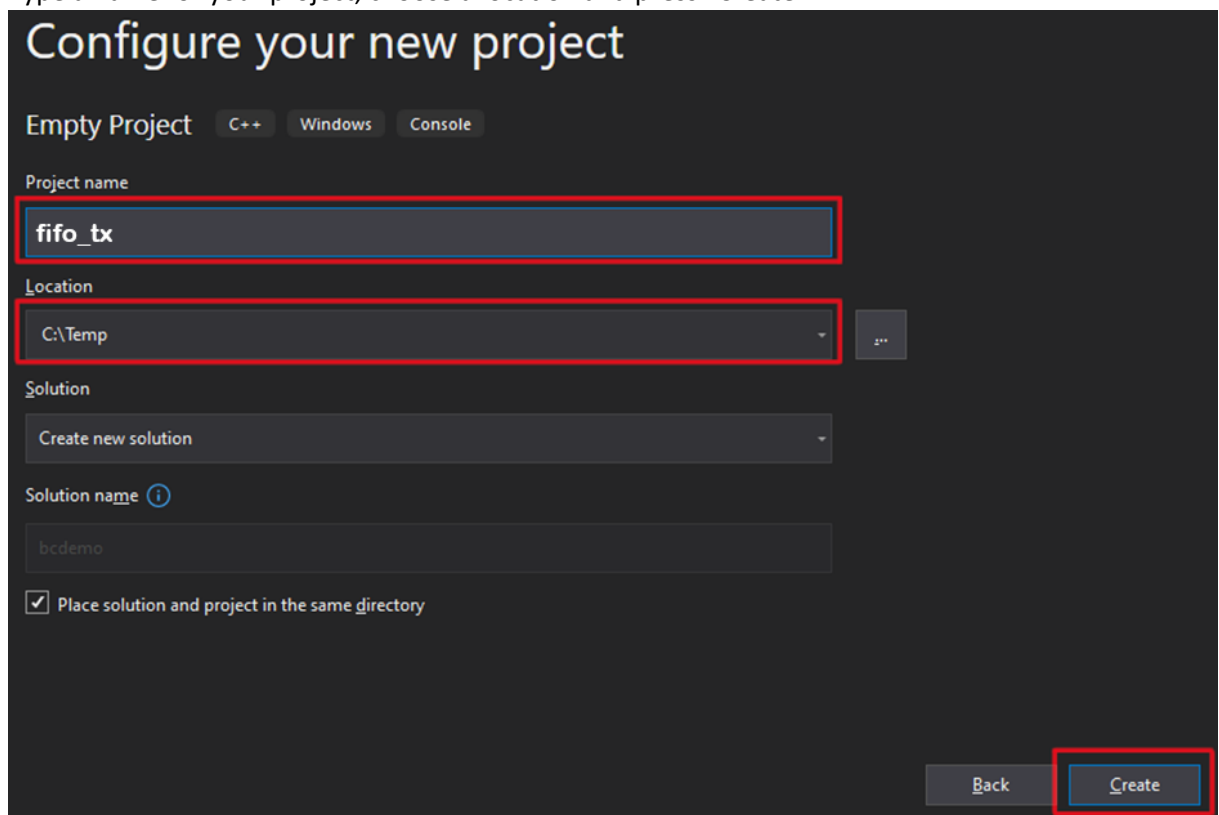 Configure your new project
Empty Project C++ Windows Console
Project name
fifo_tx
Location
C:\Temp
...
Solution
Create new solution
Solution name
bcdemo
Place solution and project in the same directory
Back Create